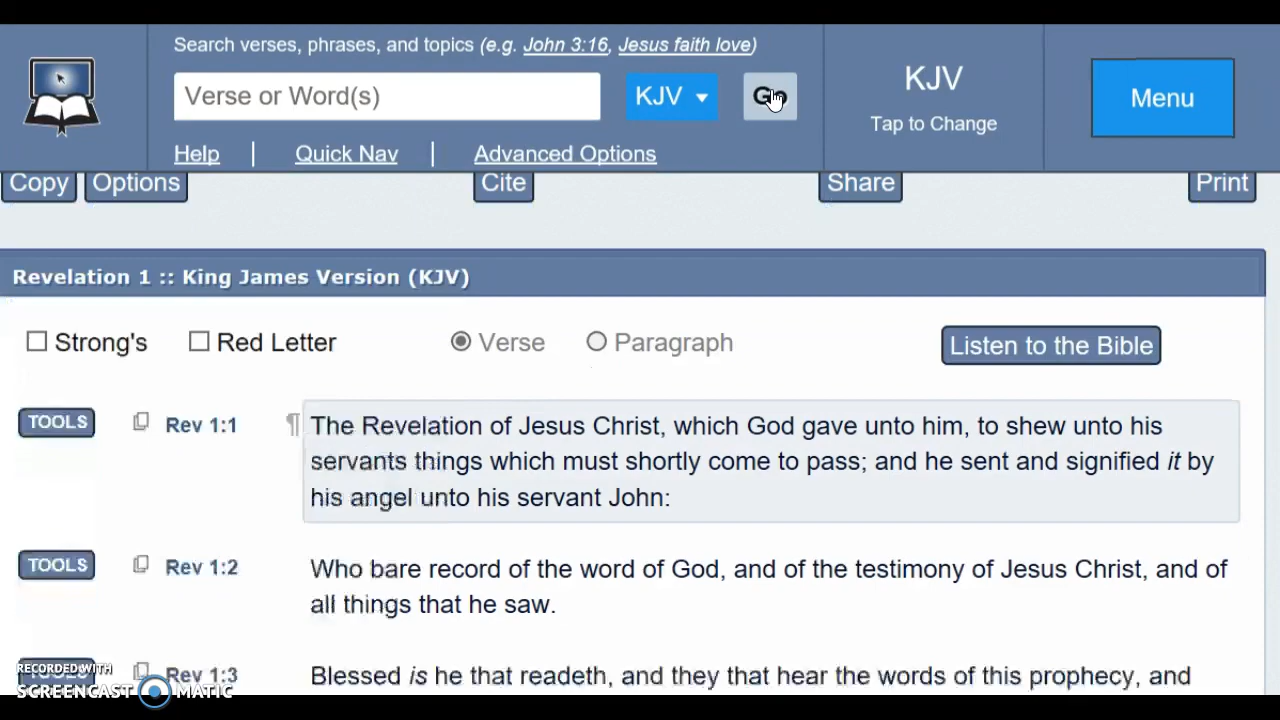 Search verses, phrases, and topics (e.g. John 3:16, Jesus faith love)
Verse or Word(s) KJV Go
KJV
Tap to Change
Menu
Help | Quick Nav | Advanced Options
Copy Options Cite Share Print
Revelation 1 :: King James Version (KJV)
Strong's Red Letter Verse Paragraph Listen to the Bible
TOOLS Rev 1:1 ¶ The Revelation of Jesus Christ, which God gave unto him, to shew unto his
servants things which must shortly come to pass; and he sent and signified it by
his angel unto his servant John:
TOOLS Rev 1:2 Who bare record of the word of God, and of the testimony of Jesus Christ, and of
all things that he saw.
TOOLS Rev 1:3 Blessed is he that readeth, and they that hear the words of this prophecy, and
RECORDED WITH
SCREENCAST MATIC